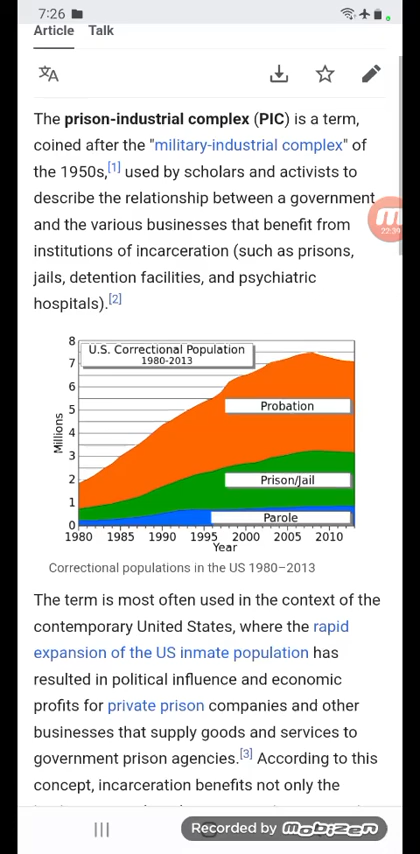 7:26
Article Talk
The prison-industrial complex (PIC) is a term,
coined after the "military-industrial complex" of
the 1950s,[1] used by scholars and activists to
describe the relationship between a government
and the various businesses that benefit from
22:39
institutions of incarceration (such as prisons,
jails, detention facilities, and psychiatric
hospitals).[2]
U.S. Correctional Population
1980-2013
8
7
6
5
4
3
2
1
0
Millions
Probation
Prison/Jail
Parole
1980 1985 1990 1995 2000 2005 2010
Year
Correctional populations in the US 1980–2013
The term is most often used in the context of the
contemporary United States, where the rapid
expansion of the US inmate population has
resulted in political influence and economic
profits for private prison companies and other
businesses that supply goods and services to
government prison agencies.[3] According to this
concept, incarceration benefits not only the
Recorded by mobizen